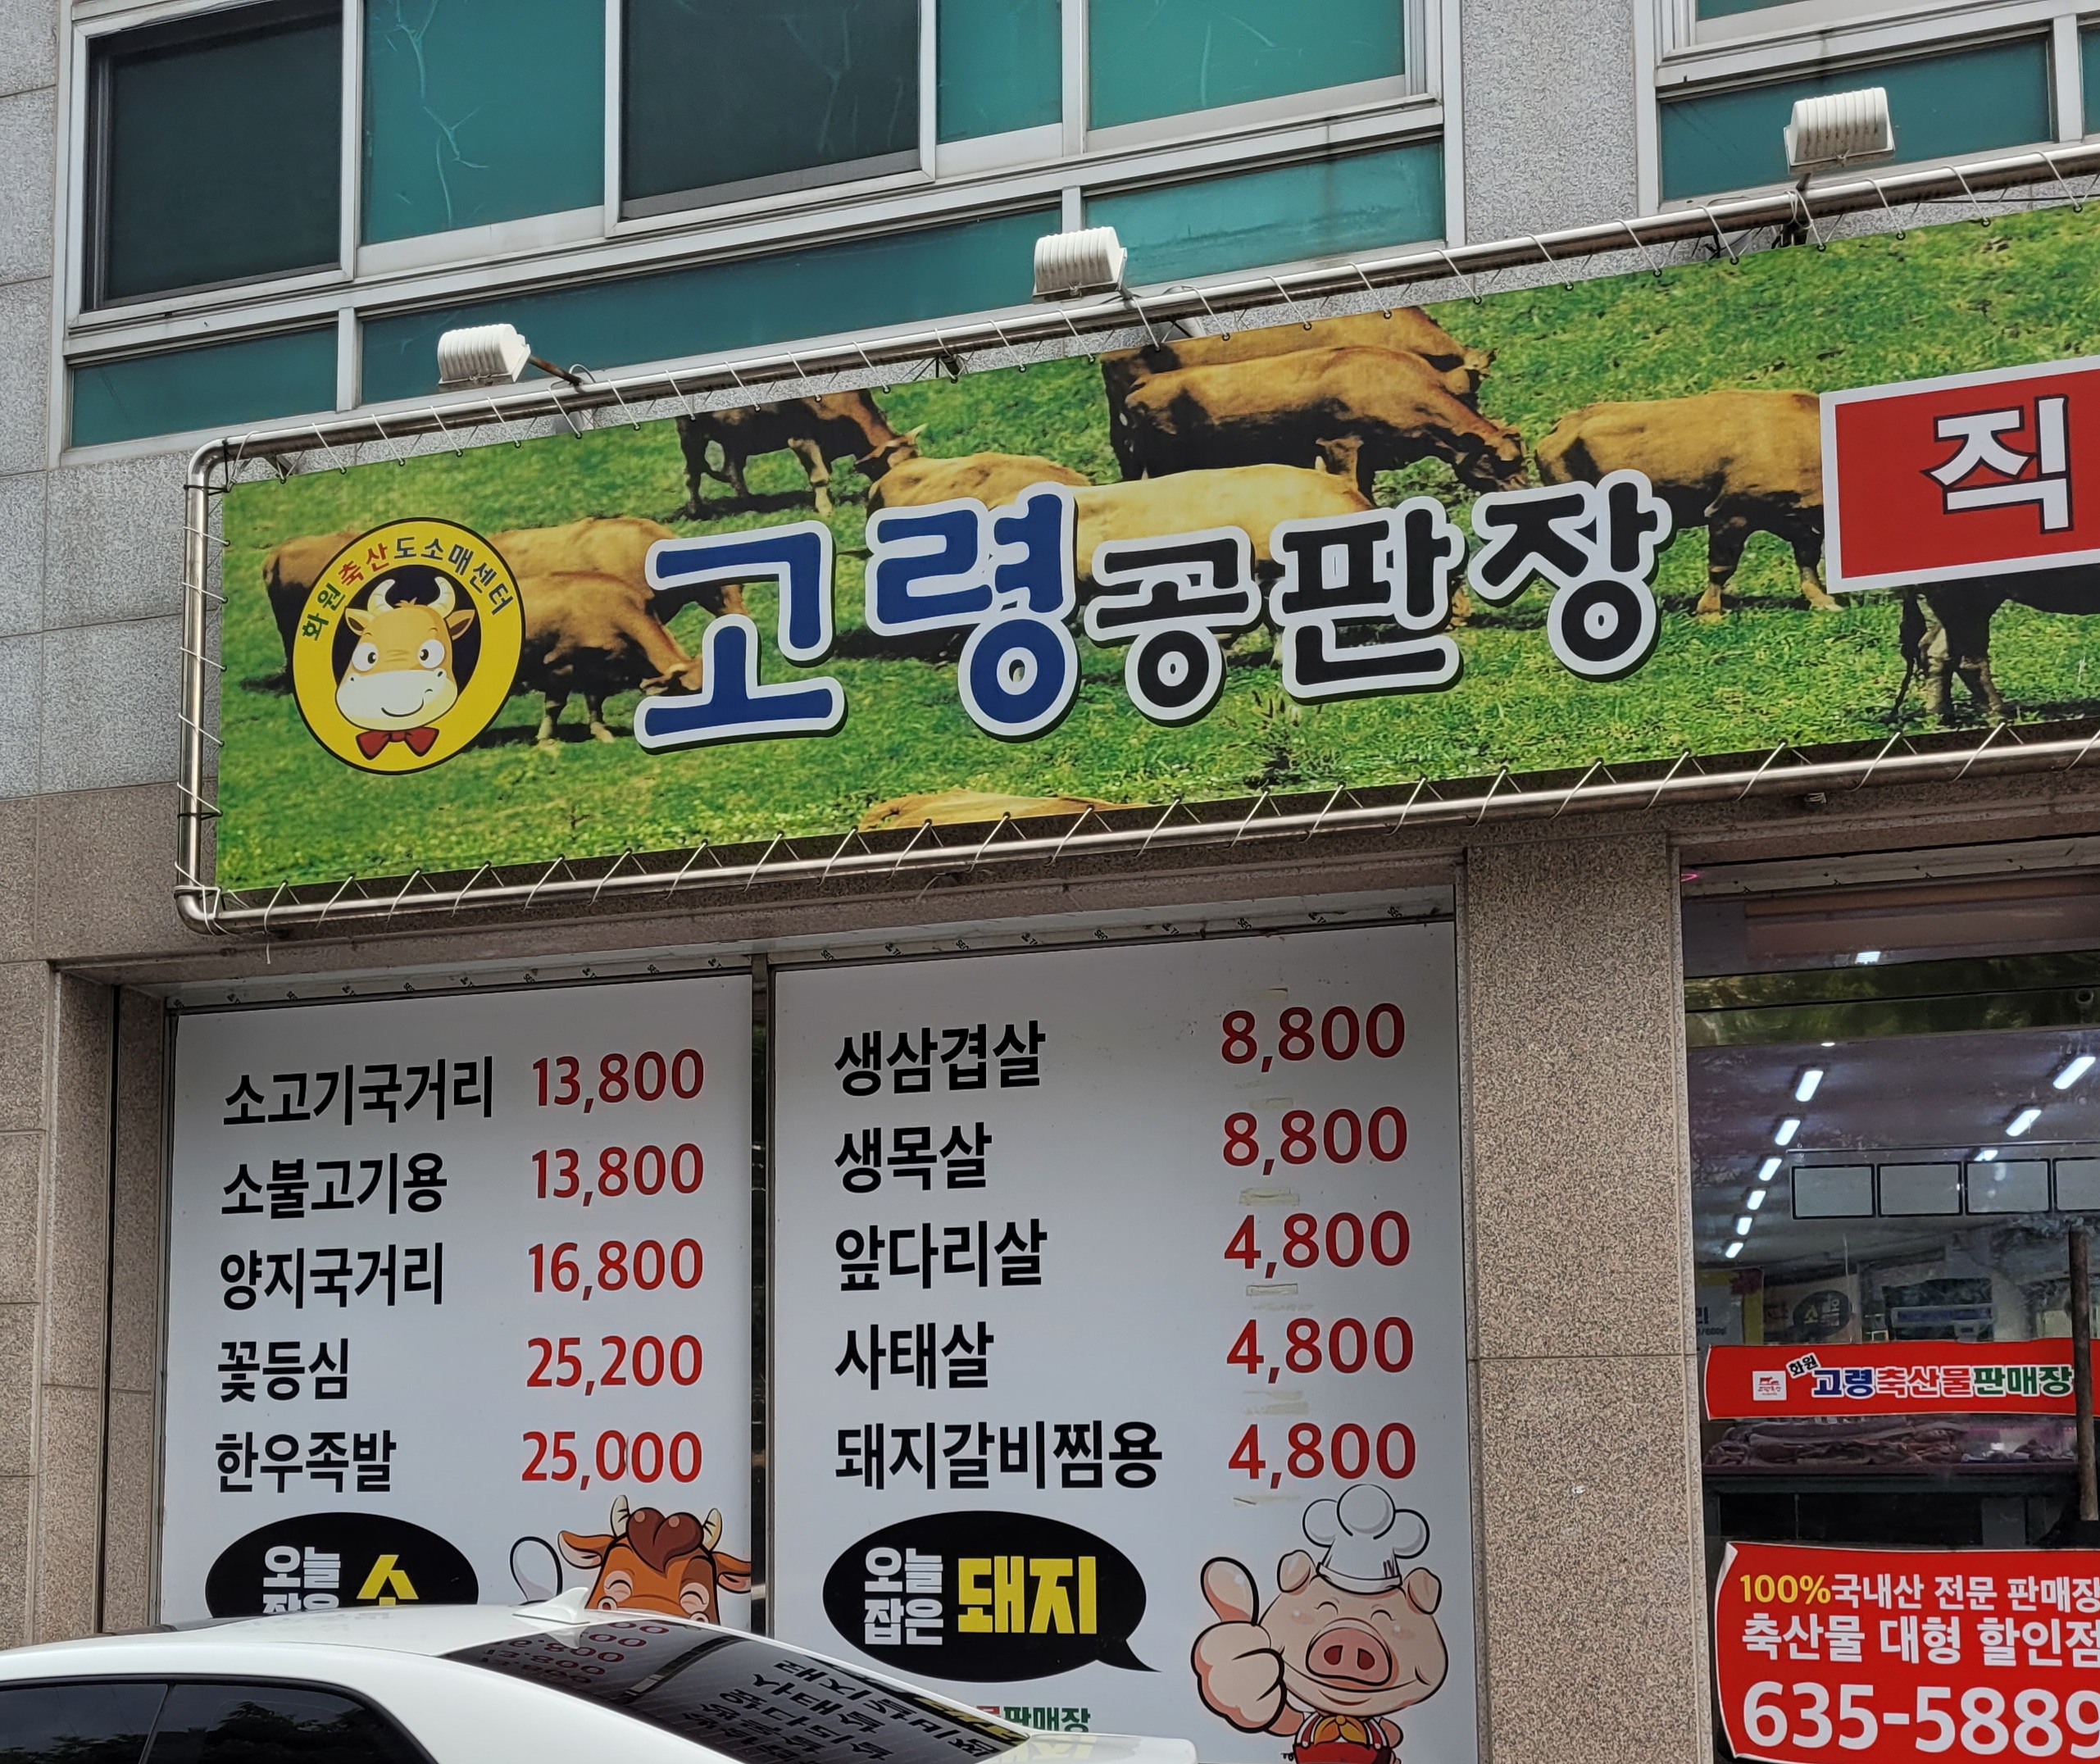 화원축산도소매센터
고령공판장
직
소고기국거리 13,800
소불고기용 13,800
양지국거리 16,800
꽃등심 25,200
한우족발 25,000
오늘
잡은 소
생삼겹살 8,800
생목살 8,800
앞다리살 4,800
사태살 4,800
돼지갈비찜용 4,800
오늘
잡은 돼지
판매장
화원 고령축산물판매장
100%국내산 전문 판매장
축산물 대형 할인점
635-5889